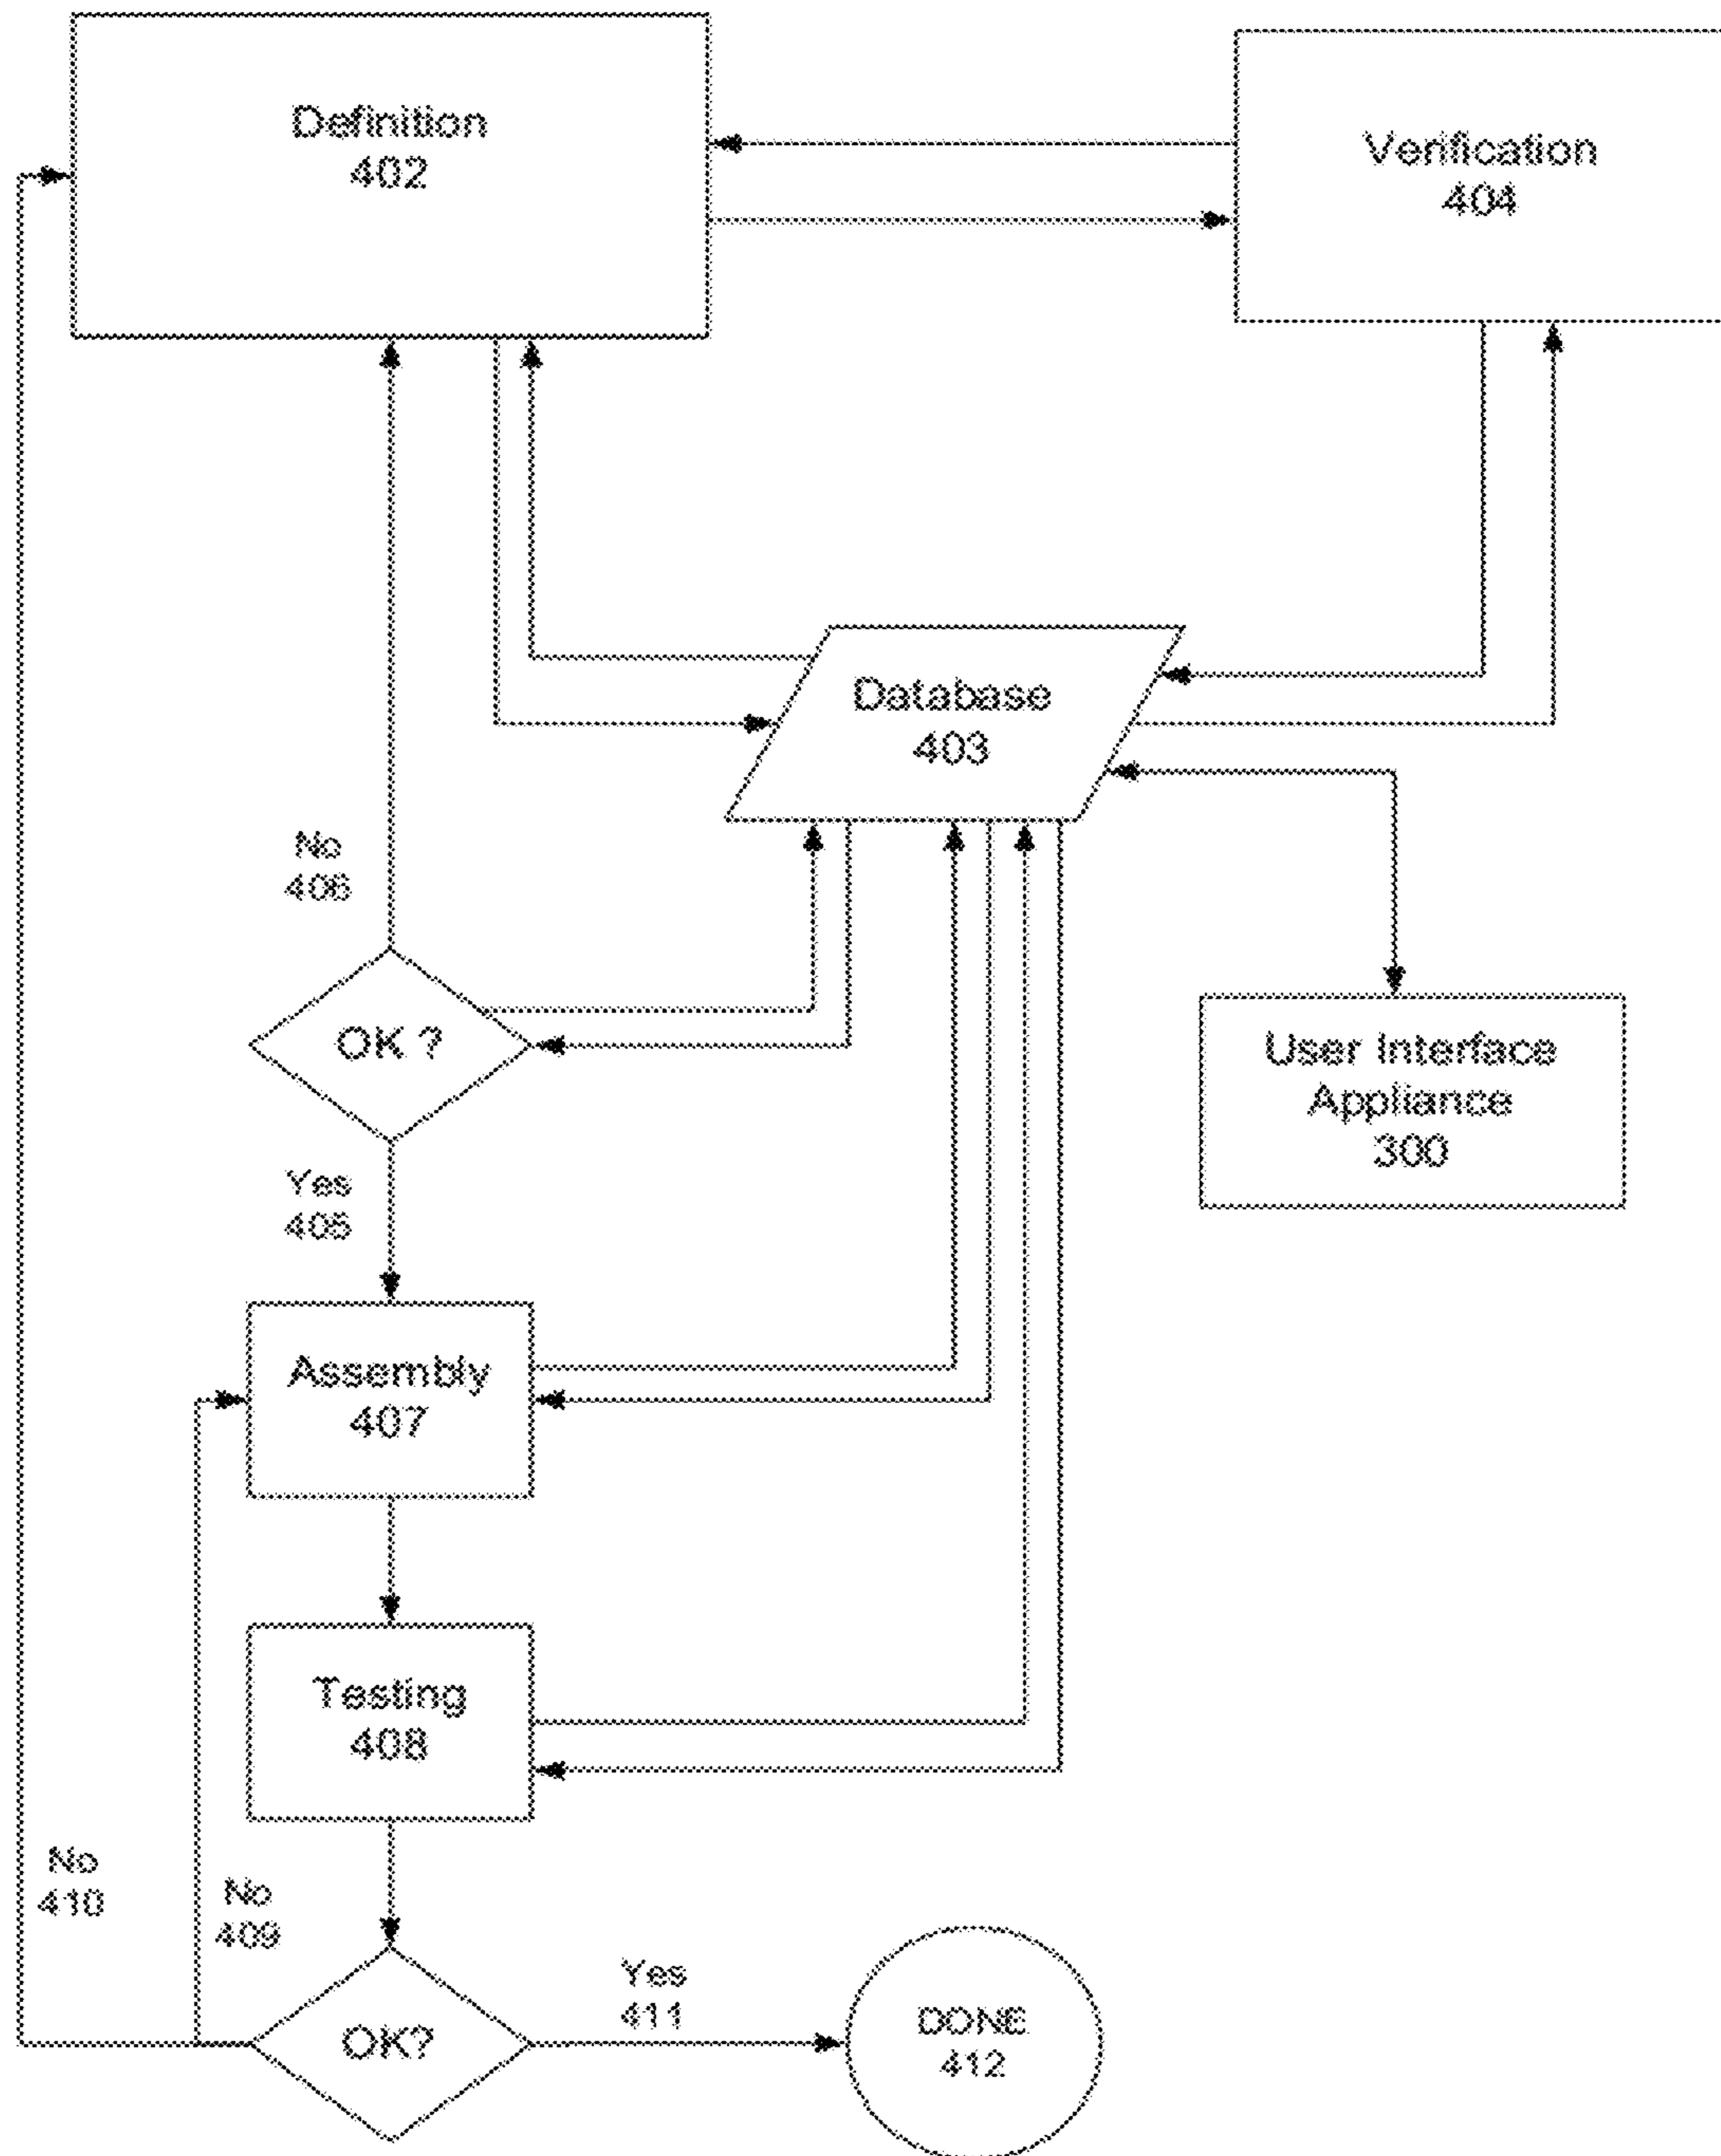 Definition
402
Verification
404
Database
403
No
406
OK ?
User Interface
Appliance
300
Yes
405
Assembly
407
Testing
408
No
410
No
409
Yes
411
OK?
DONE
412